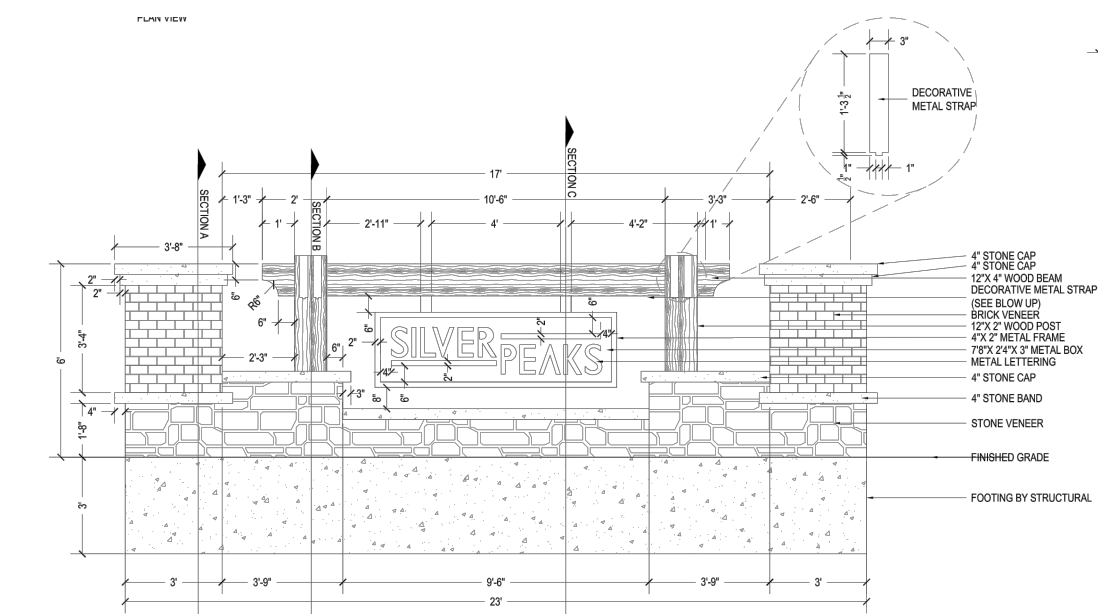 PLAN VIEW
3"
1'-3 1/2"
DECORATIVE
METAL STRAP
1"
1"
1/2"
SECTION A
SECTION B
SECTION C
17'
1'-3"
2'
10'-6"
3'-3"
2'-6"
1'
2'-11"
4'
4'-2"
1'
3'-8"
2"
2"
6"
R6"
6"
6"
2"
6"
4"
3'-4"
6'
2'-3"
6"
2"
4"
2"
6"
8"
3"
4"
1'-8"
3'
SILVER
PEAKS
4" STONE CAP
4" STONE CAP
12"X 4" WOOD BEAM
DECORATIVE METAL STRAP
(SEE BLOW UP)
BRICK VENEER
12"X 2" WOOD POST
4"X 2" METAL FRAME
7'8"X 2'4"X 3" METAL BOX
METAL LETTERING
4" STONE CAP
4" STONE BAND
STONE VENEER
FINISHED GRADE
FOOTING BY STRUCTURAL
3'
3'-9"
9'-6"
3'-9"
3'
23'